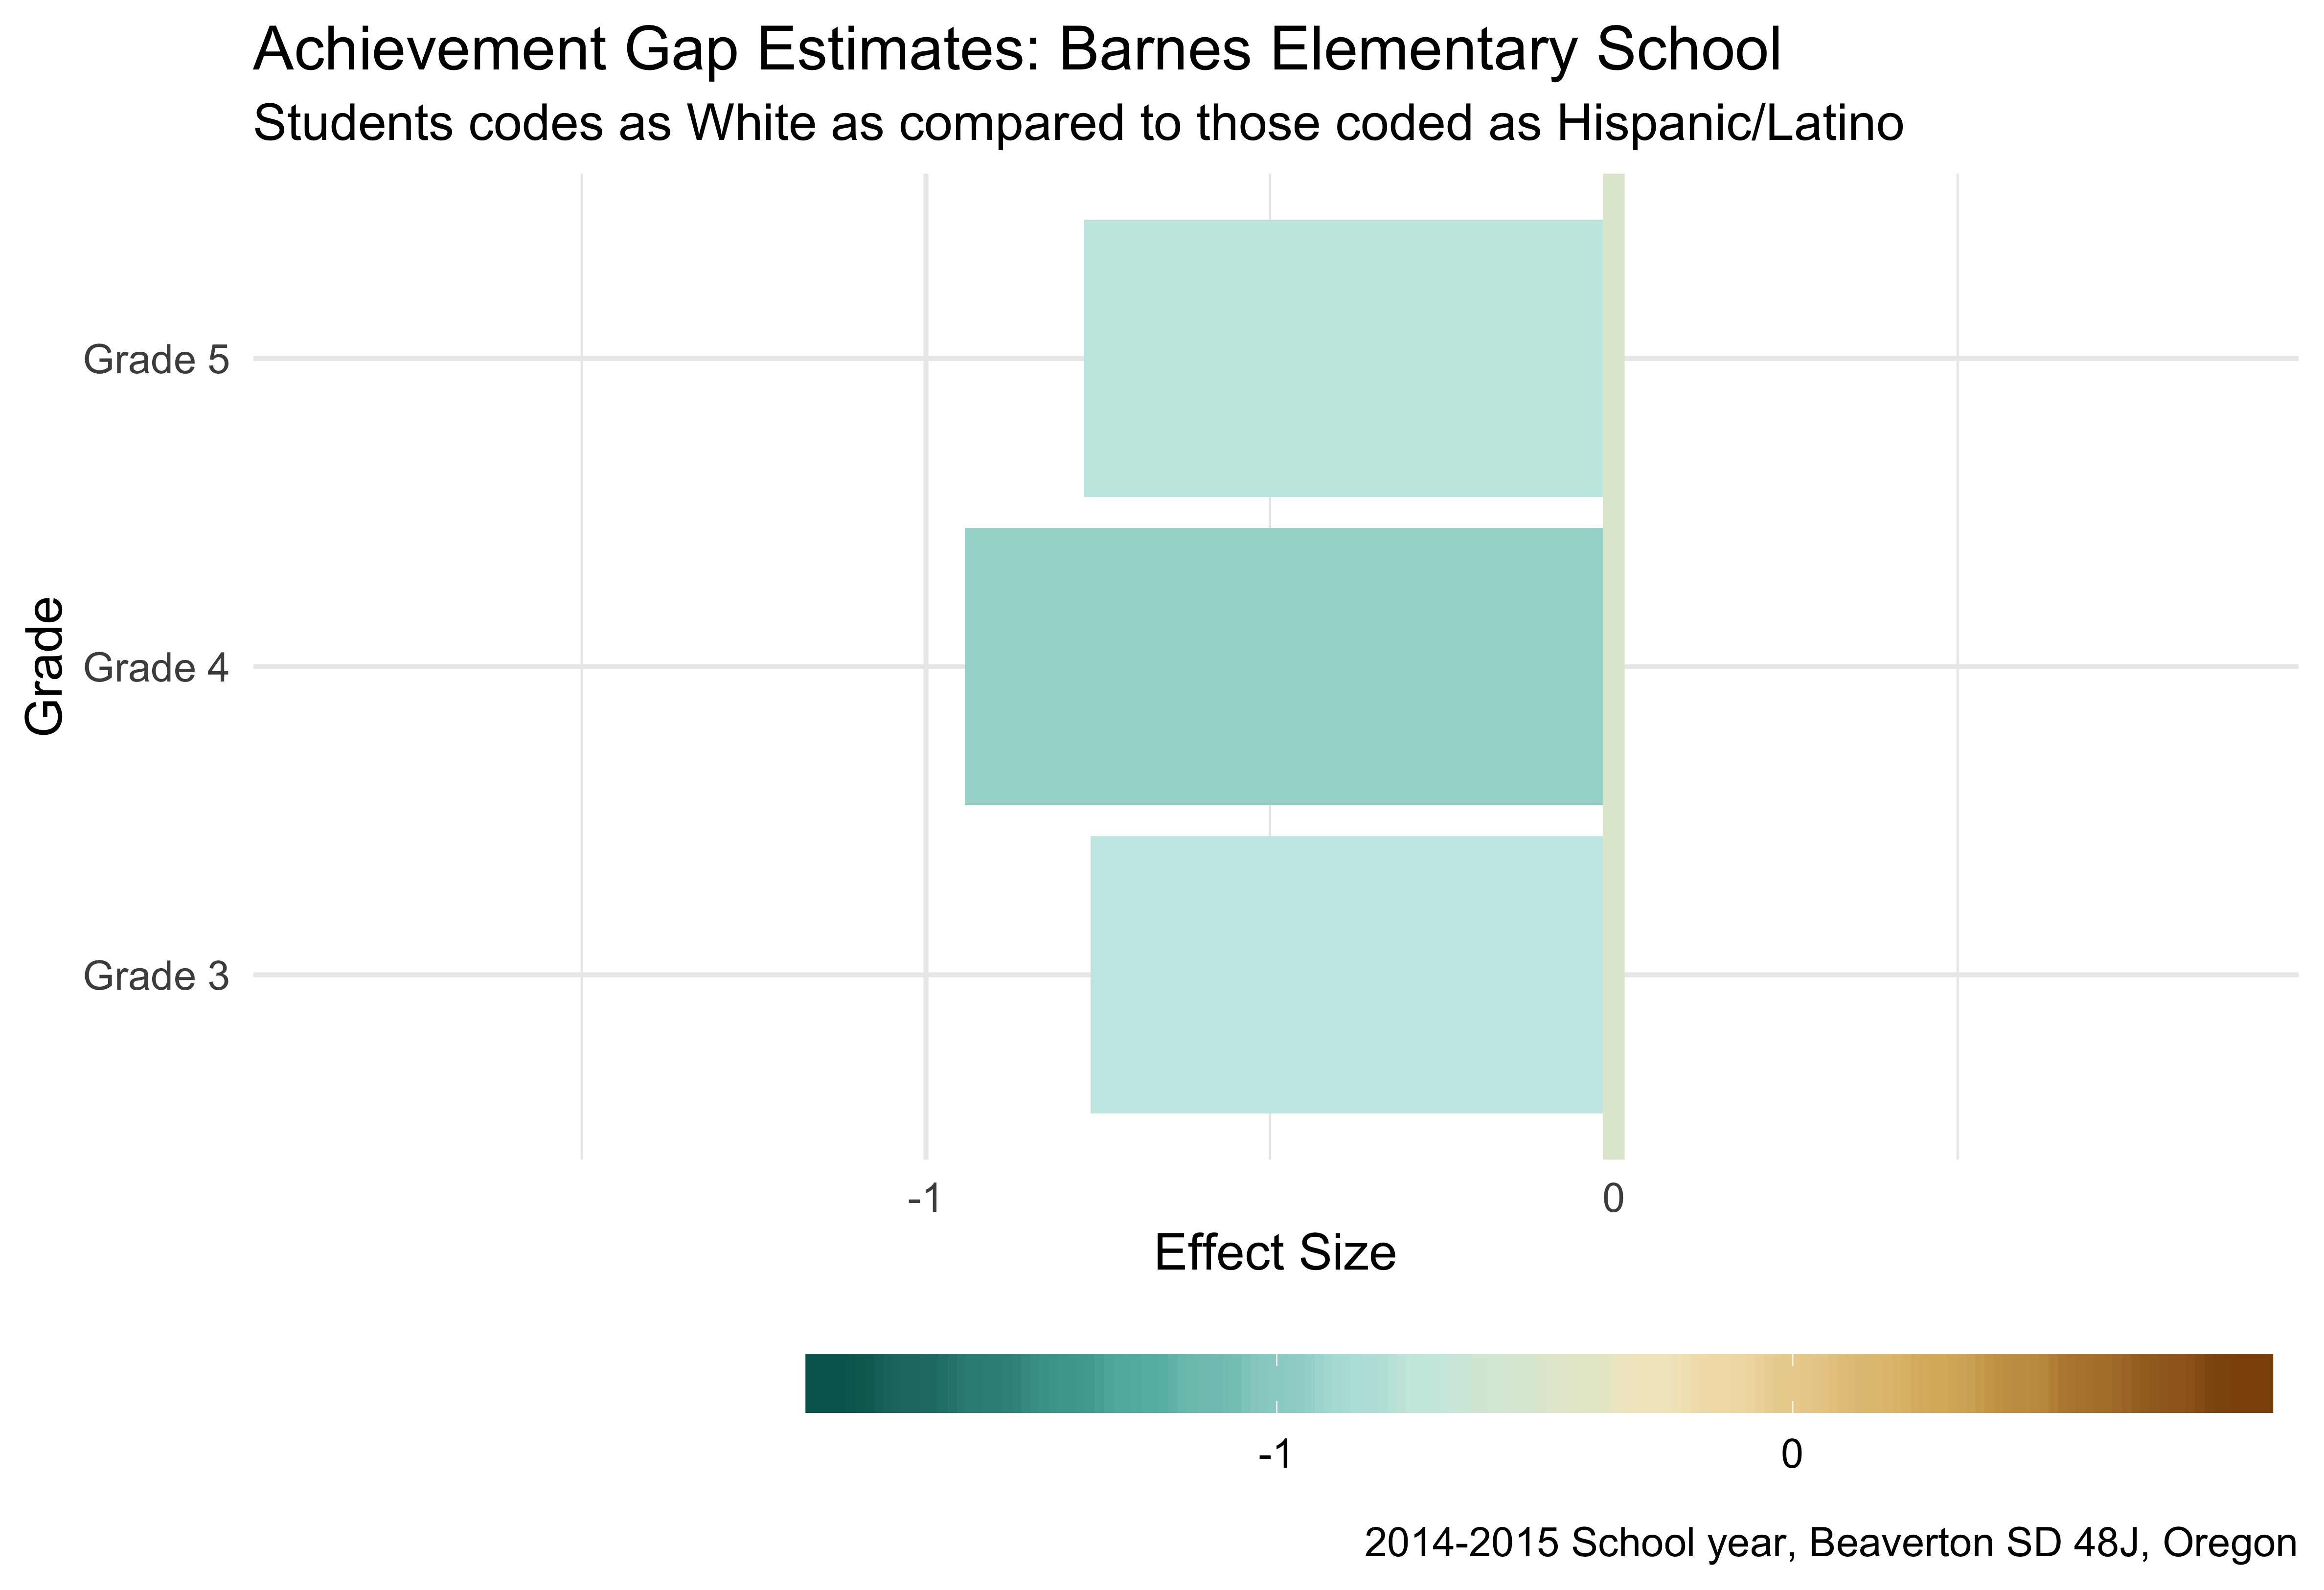 Achievement Gap Estimates: Barnes Elementary School
Students codes as White as compared to those coded as Hispanic/Latino
Grade
Grade 5
Grade 4
Grade 3
-1 0
Effect Size
-1 0
2014-2015 School year, Beaverton SD 48J, Oregon